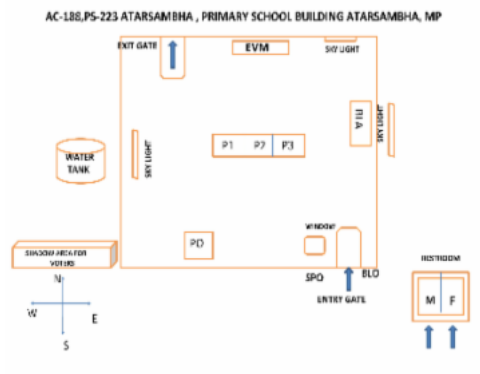 AC-188,PS-223 ATARSAMBHA , PRIMARY SCHOOL BUILDING ATARSAMBHA, MP
EXIT GATE
EVM
SKY LIGHT
SKY LIGHT
P1 P2 P3
WATER
TANK
SKY LIGHT
WINDOW
PO
SHADOW AREA FOR
VOTERS
SPO
BLO
ENTRY GATE
RESTROOM
M F
N
W
E
S